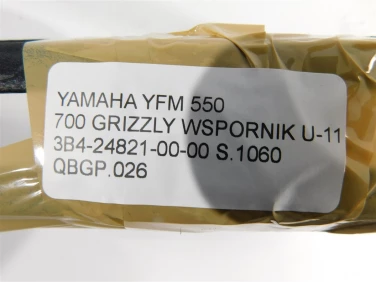 YAMAHA YFM 550
700 GRIZZLY WSPORNIK U-11
3B4-24821-00-00 S.1060
QBGP.026